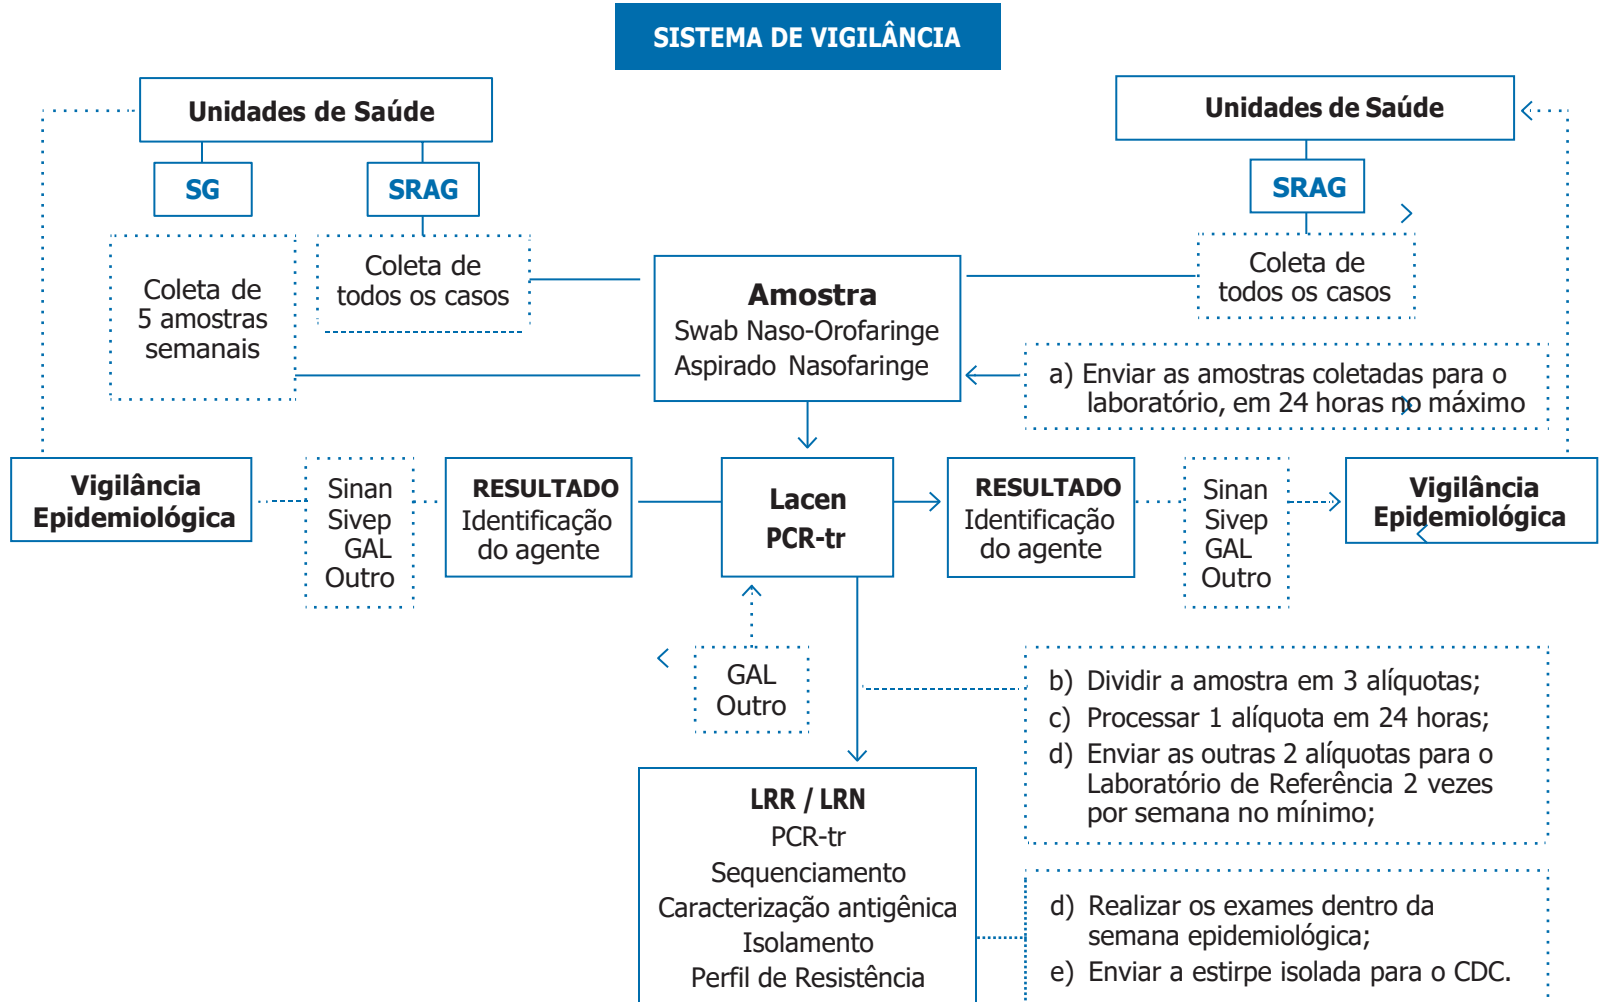 SISTEMA DE VIGILÂNCIA
Unidades de Saúde
SG
SRAG
Coleta de
5 amostras
semanais
Coleta de
todos os casos
Unidades de Saúde
SRAG
Coleta de
todos os casos
Amostra
Swab Naso-Orofaringe
Aspirado Nasofaringe
a) Enviar as amostras coletadas para o
laboratório, em 24 horas no máximo
Vigilância
Epidemiológica
Sinan
Sivep
GAL
Outro
RESULTADO
Identificação
do agente
Lacen
PCR-tr
RESULTADO
Identificação
do agente
Sinan
Sivep
GAL
Outro
Vigilância
Epidemiológica
GAL
Outro
b) Dividir a amostra em 3 alíquotas;
c) Processar 1 alíquota em 24 horas;
d) Enviar as outras 2 alíquotas para o
Laboratório de Referência 2 vezes
por semana no mínimo;
LRR / LRN
PCR-tr
Sequenciamento
Caracterização antigênica
Isolamento
Perfil de Resistência
d) Realizar os exames dentro da
semana epidemiológica;
e) Enviar a estirpe isolada para o CDC.